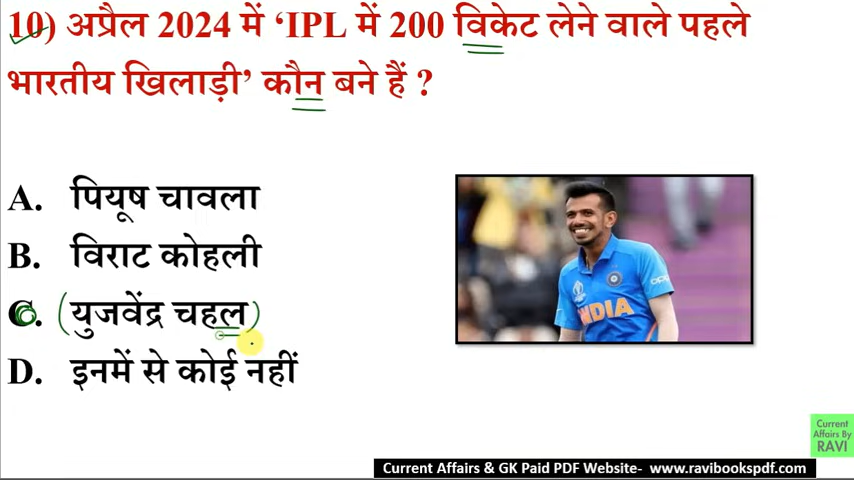 10) अप्रैल 2024 में ‘IPL में 200 विकेट लेने वाले पहले
भारतीय खिलाड़ी’ कौन बने हैं ?
A. पियूष चावला
B. विराट कोहली
C. (युजवेंद्र चहल)
D. इनमें से कोई नहीं
INDIA
Current
Affairs By
RAVI
Current Affairs & GK Paid PDF Website- www.ravibookspdf.com